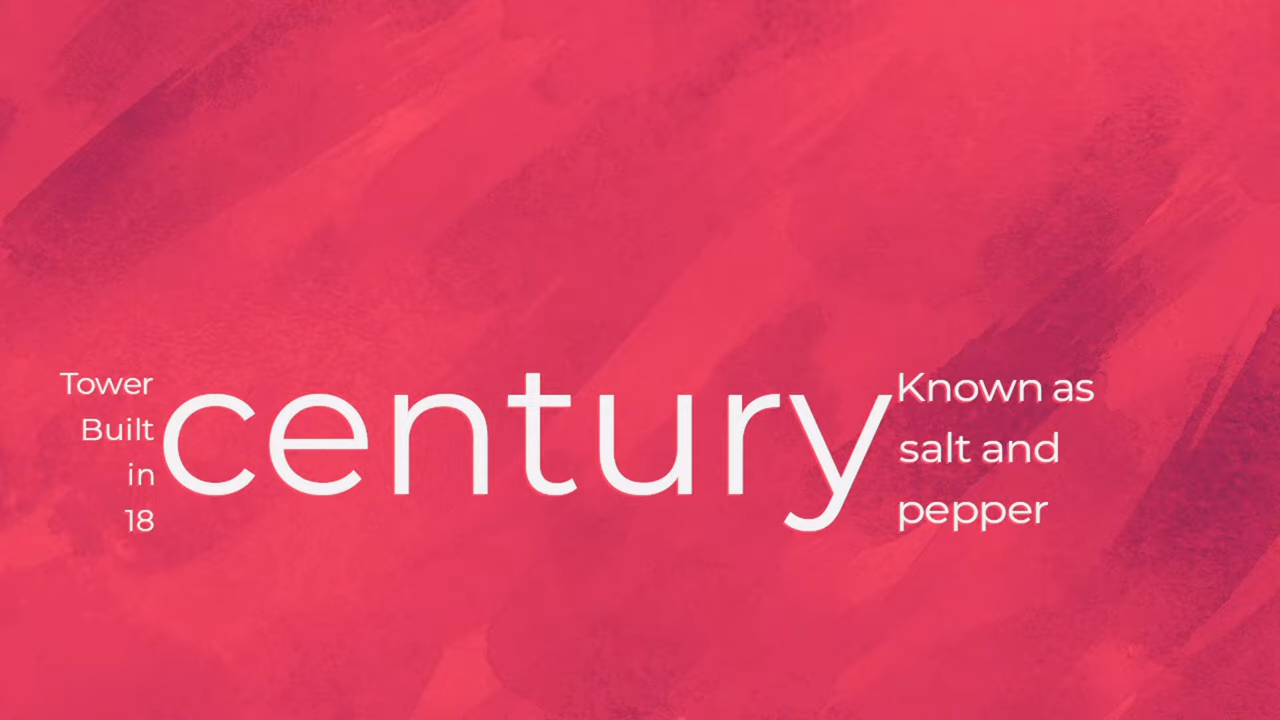 Tower
Built
in
18
century
Known as
salt and
pepper